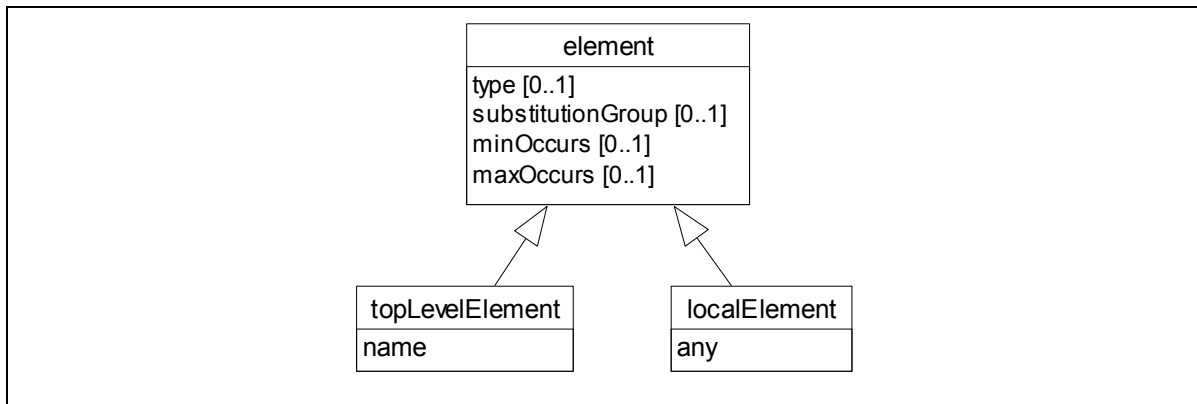 element
type [0..1]
substitutionGroup [0..1]
minOccurs [0..1]
maxOccurs [0..1]
topLevelElement
name
localElement
any